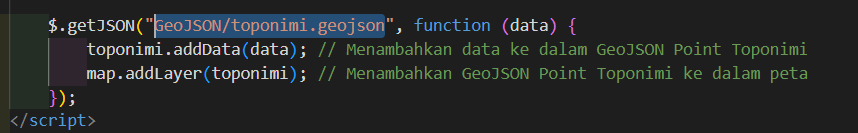 $.getJSON("GeoJSON/toponimi.geojson", function (data) {
toponimi.addData(data); // Menambahkan data ke dalam GeoJSON Point Toponimi
map.addLayer(toponimi); // Menambahkan GeoJSON Point Toponimi ke dalam peta
});
</script>